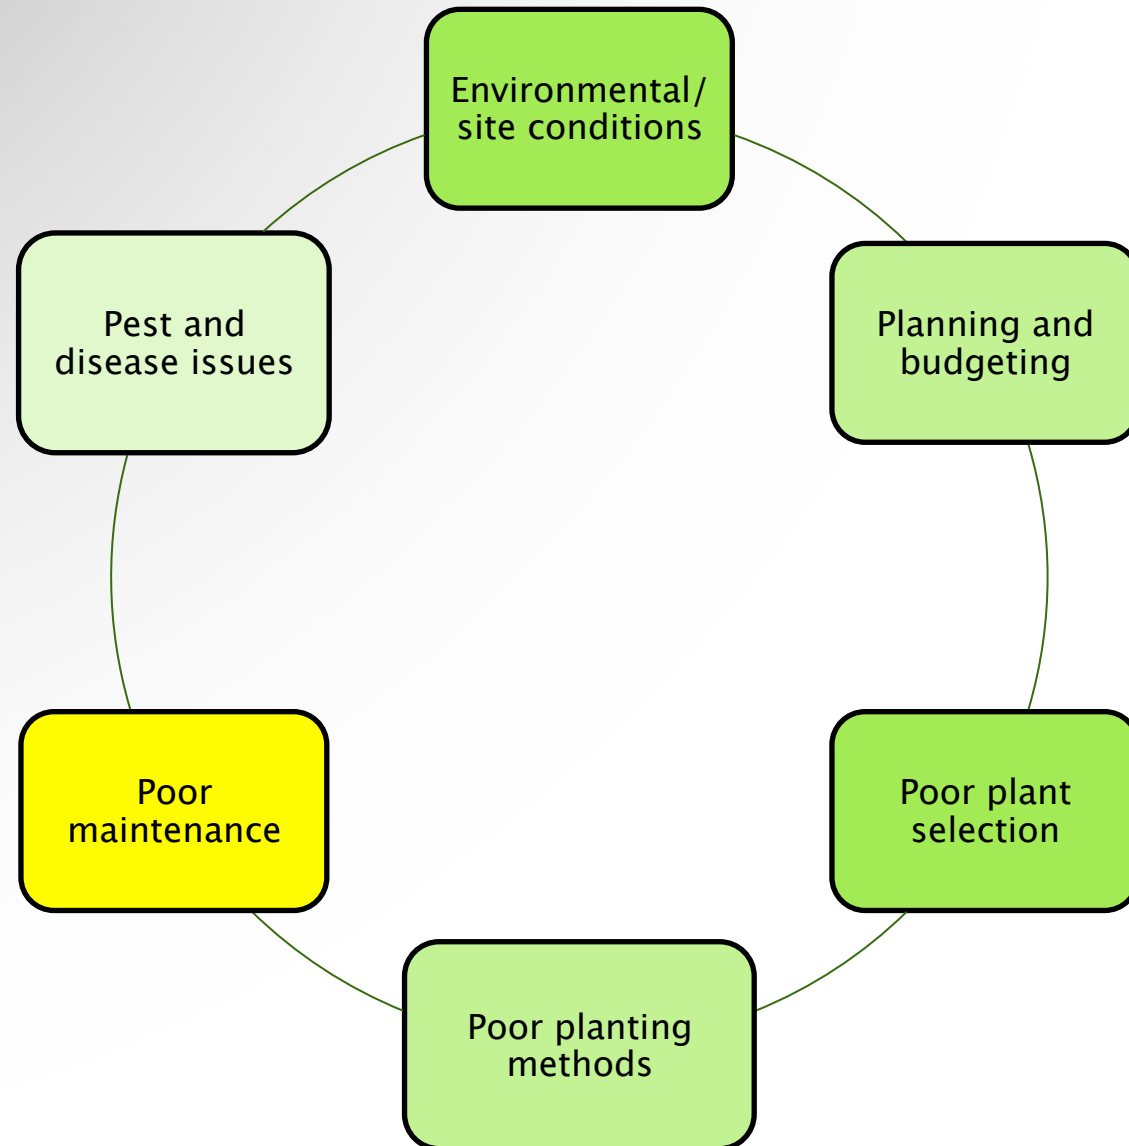 Environmental/
site conditions
Planning and
budgeting
Poor plant
selection
Poor planting
methods
Poor
maintenance
Pest and
disease issues